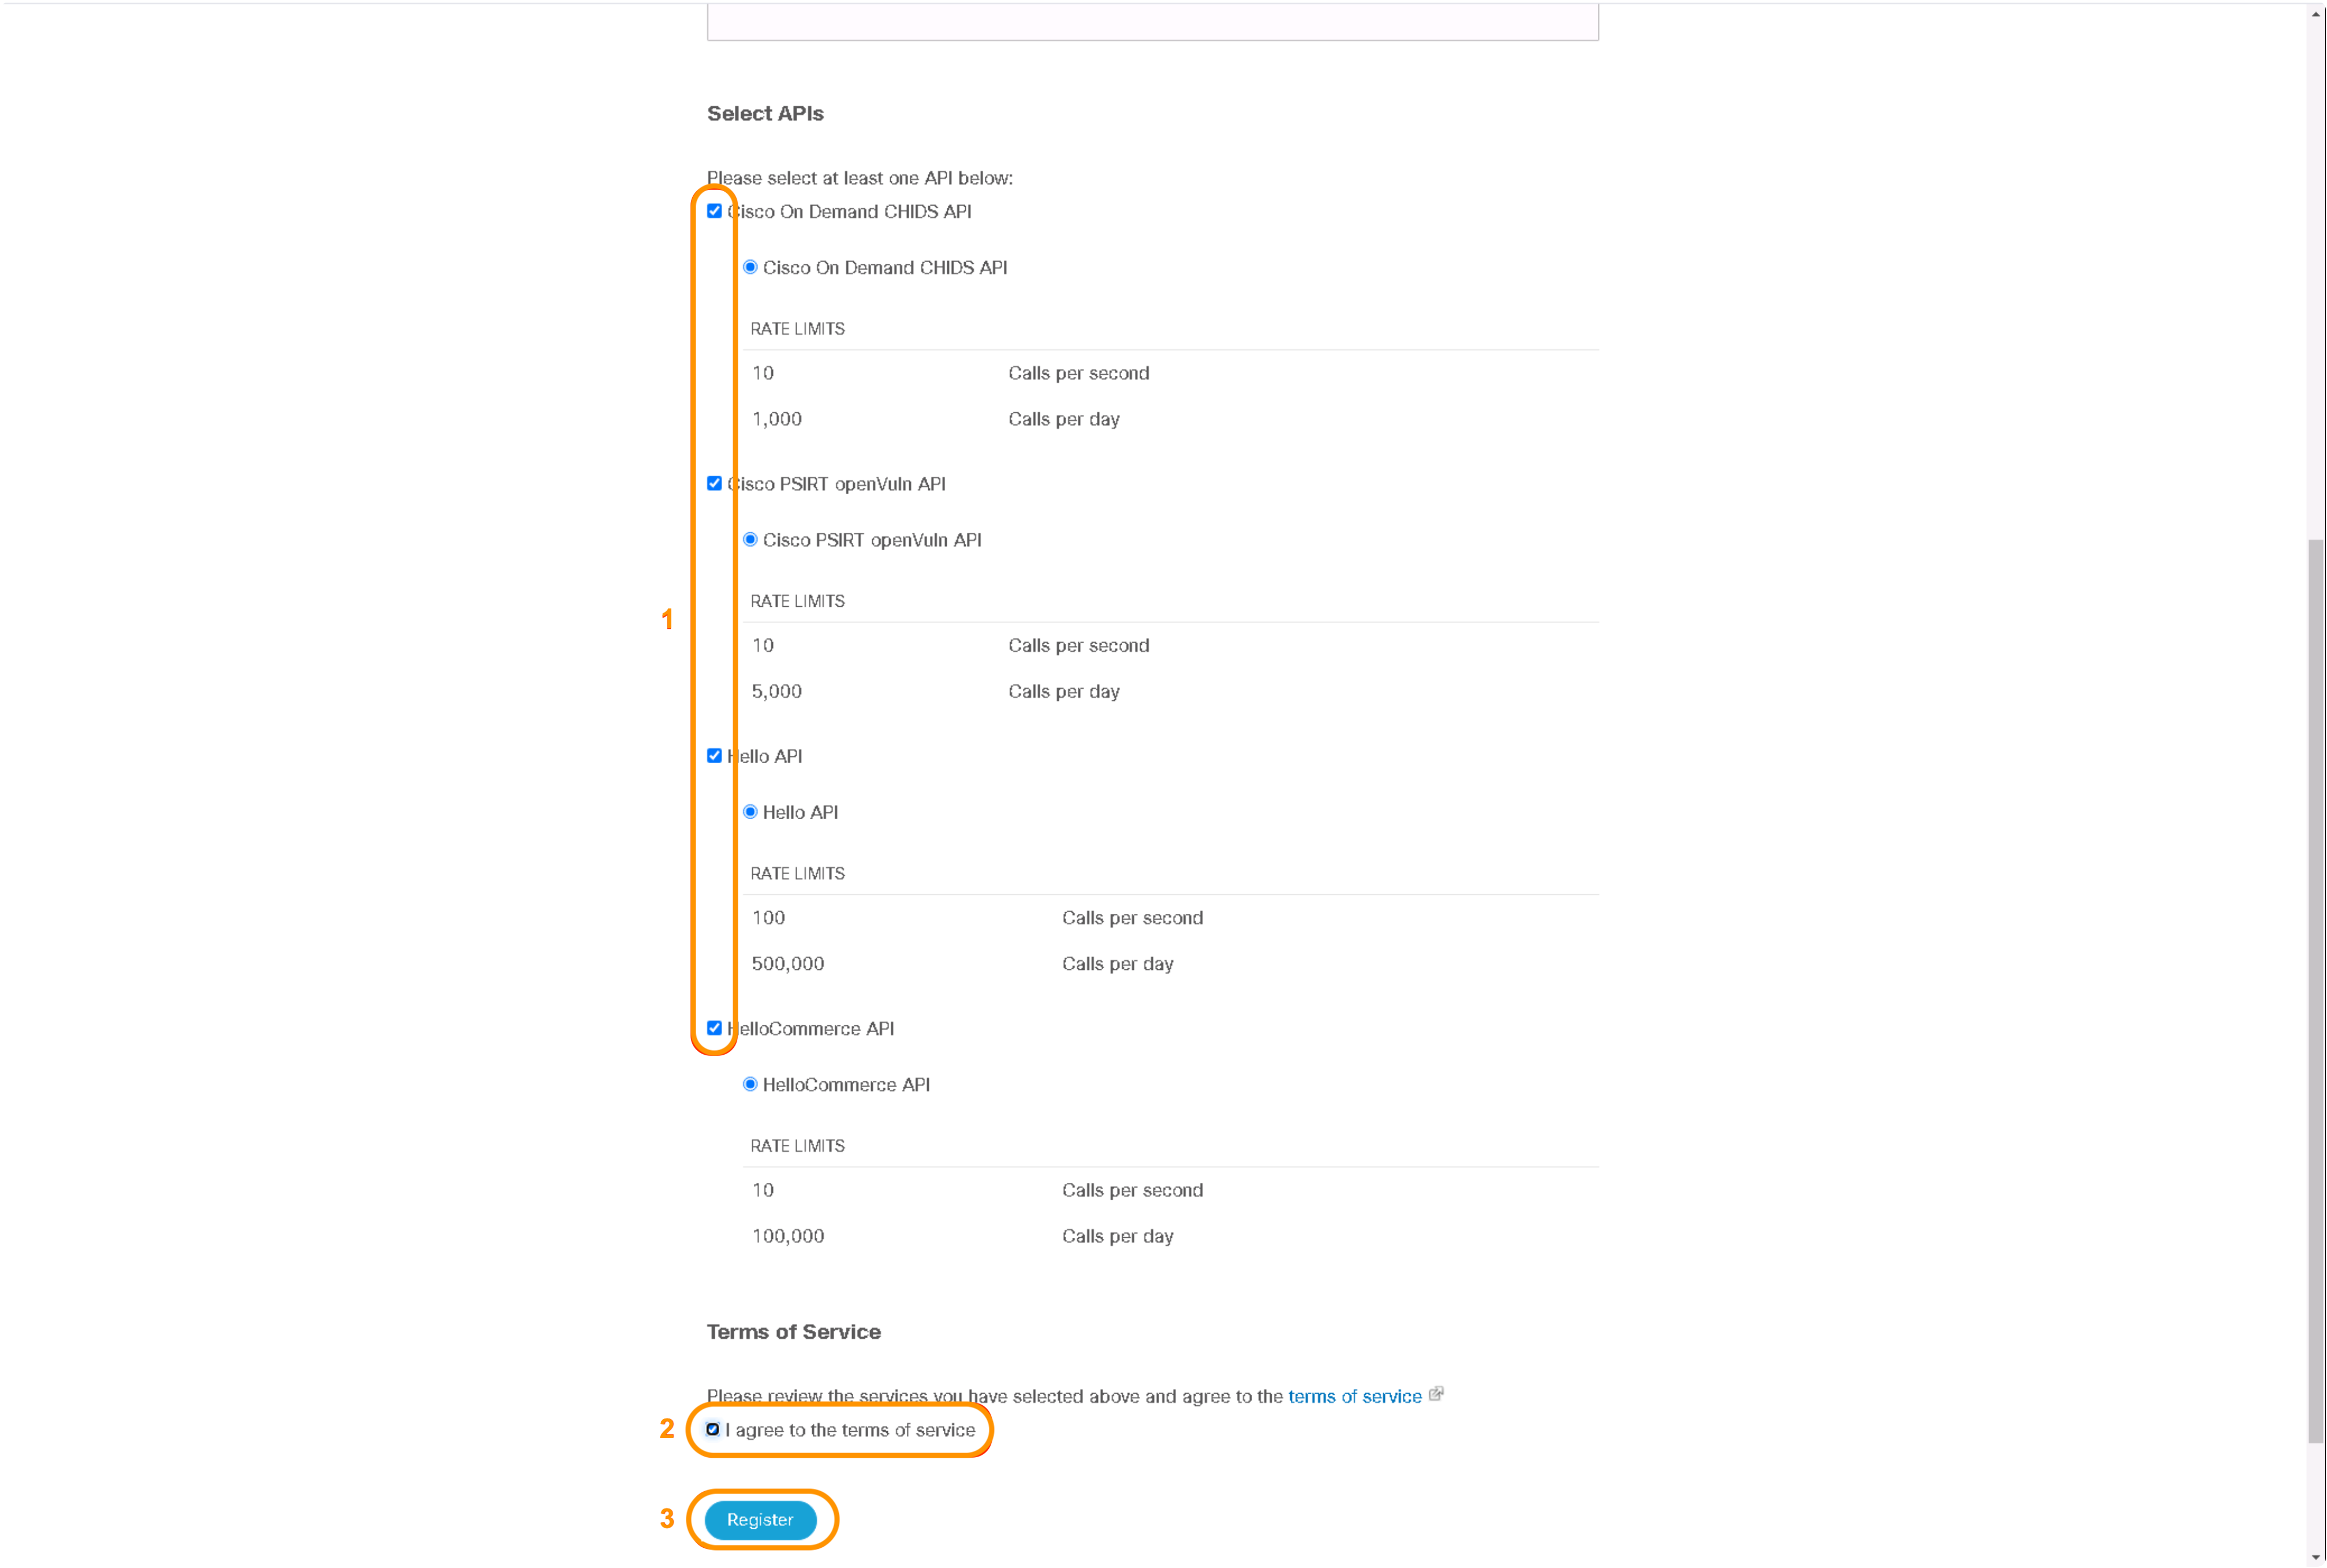 Select APIs
Please select at least one API below:
Cisco On Demand CHIDS API
Cisco On Demand CHIDS API
RATE LIMITS
10 Calls per second
1,000 Calls per day
Cisco PSIRT openVuln API
Cisco PSIRT openVuln API
1
RATE LIMITS
10 Calls per second
5,000 Calls per day
Hello API
Hello API
RATE LIMITS
100 Calls per second
500,000 Calls per day
HelloCommerce API
HelloCommerce API
RATE LIMITS
10 Calls per second
100,000 Calls per day
Terms of Service
Please review the services you have selected above and agree to the terms of service
2 I agree to the terms of service
3 Register